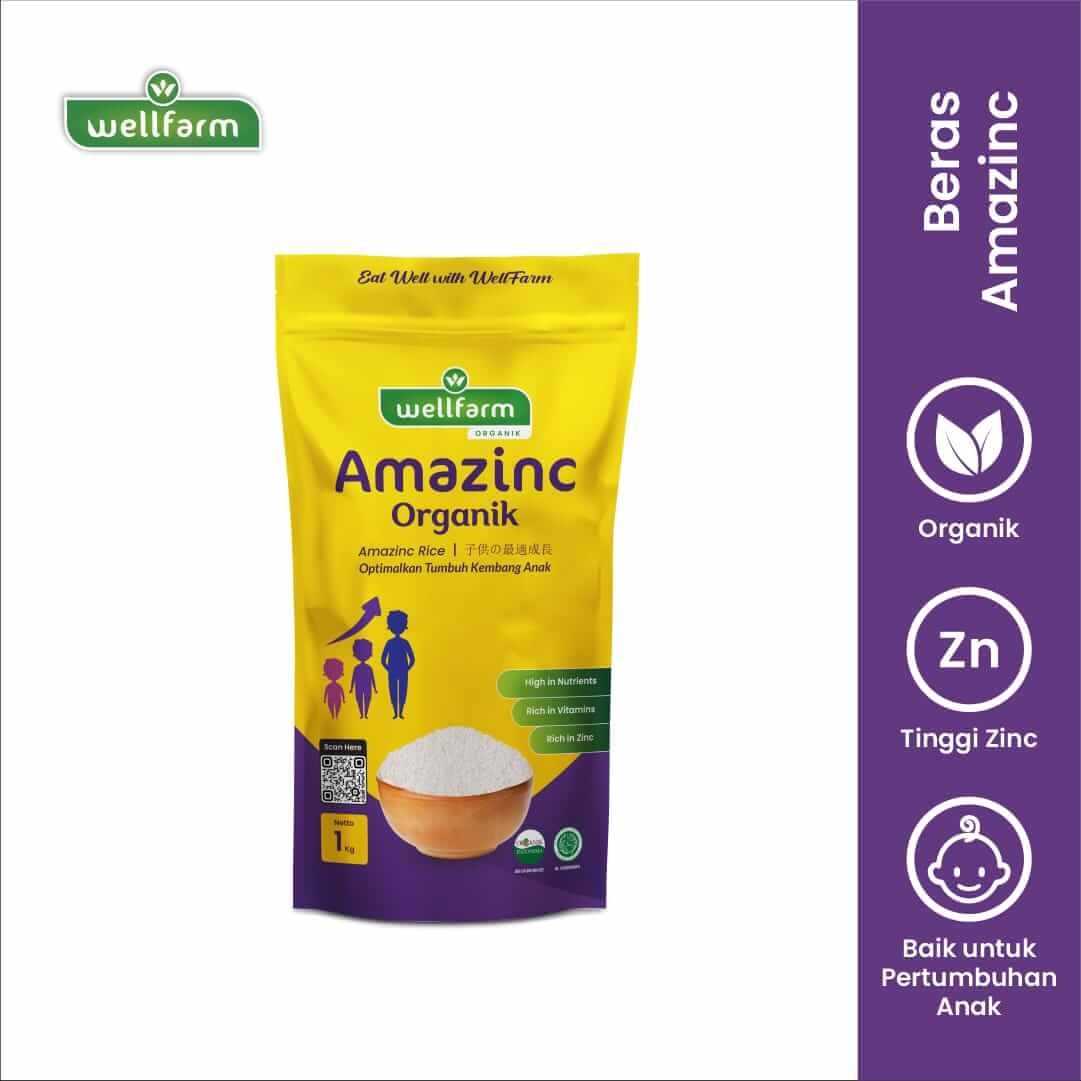 wellfarm
Eat Well with WellFarm
wellfarm
ORGANIK
Amazinc
Organik
Amazinc Rice | 子供の最適成長
Optimalkan Tumbuh Kembang Anak
High in Nutrients
Rich in Vitamins
Rich in Zinc
Scan Here
Netto
1 Kg
ORGANIK
INDONESIA
Beras
Amazinc
Organik
Zn
Tinggi Zinc
Baik untuk
Pertumbuhan
Anak